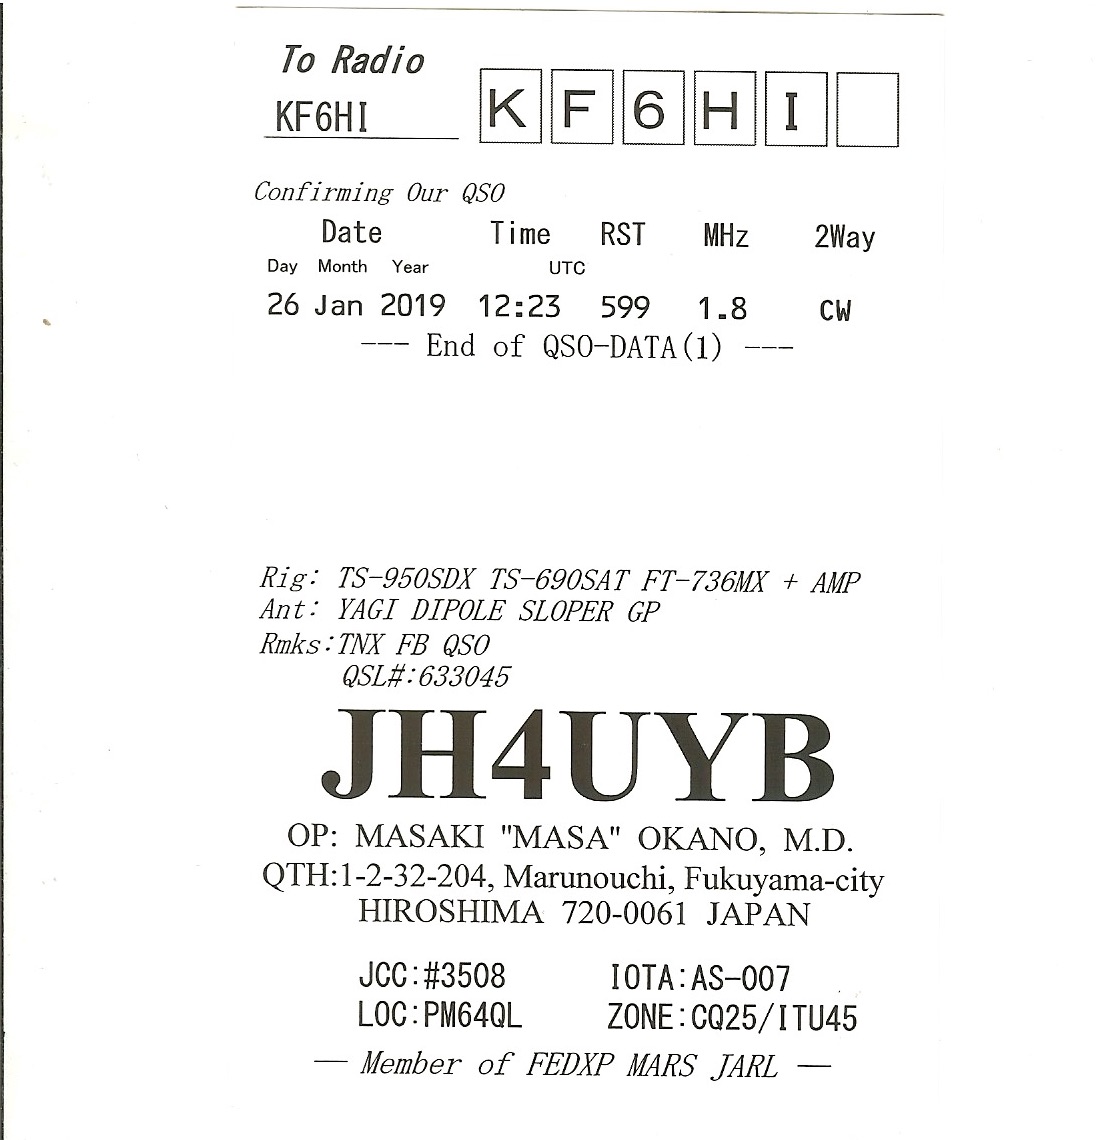 To Radio
KF6HI
K F 6 H I
Confirming Our QSO
Date Time RST MHz 2Way
Day Month Year UTC
26 Jan 2019 12:23 599 1.8 CW
--- End of QSO-DATA(1) ---
Rig: TS-950SDX TS-690SAT FT-736MX + AMP
Ant: YAGI DIPOLE SLOPER GP
Rmks:TNX FB QSO
QSL#:633045
JH4UYB
OP: MASAKI "MASA" OKANO, M.D.
QTH:1-2-32-204, Marunouchi, Fukuyama-city
HIROSHIMA 720-0061 JAPAN
JCC:#3508 IOTA:AS-007
LOC:PM64QL ZONE:CQ25/ITU45
— Member of FEDXP MARS JARL —